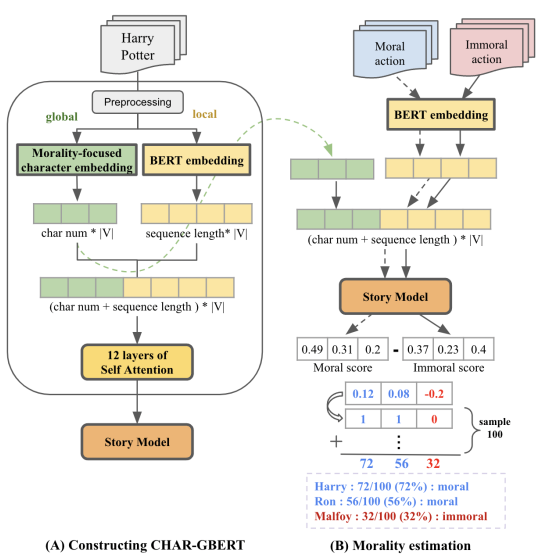 Harry
Potter
Preprocessing
global
local
Morality-focused
character embedding
BERT embedding
char num * |V|
sequence length* |V|
(char num + sequence length ) * |V|
12 layers of
Self Attention
Story Model
(A) Constructing CHAR-GBERT
Moral
action
Immoral
action
BERT embedding
(char num + sequence length ) * |V|
Story Model
0.49 0.31 0.2 - 0.37 0.23 0.4
Moral score
Immoral score
0.12 0.08 -0.2
1 1 0
sample
100
+ ⋮
72 56 32
Harry : 72/100 (72%) : moral
Ron : 56/100 (56%) : moral
Malfoy : 32/100 (32%) : immoral
(B) Morality estimation